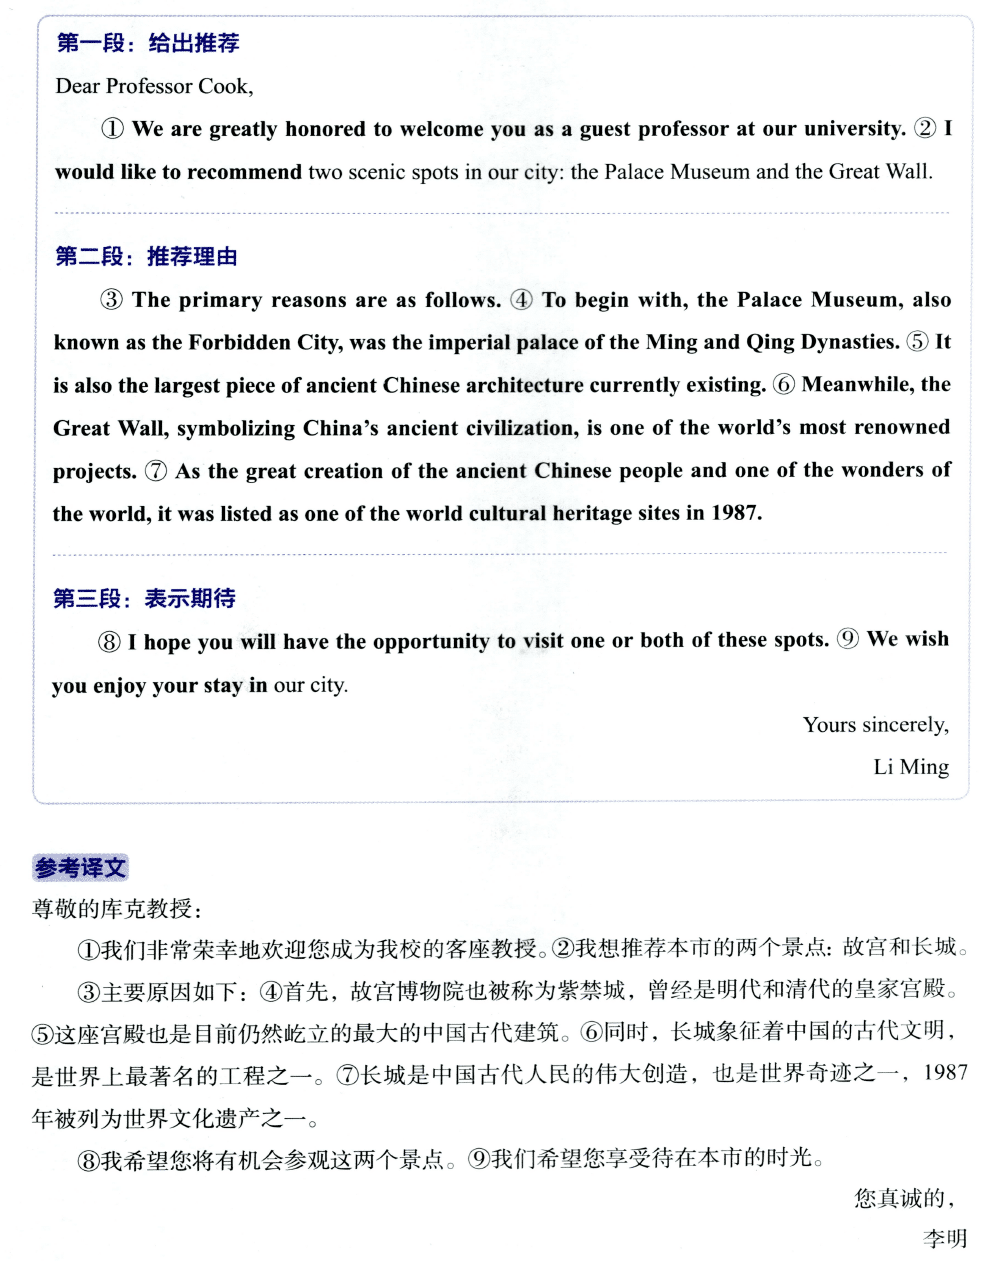 第一段：给出推荐
Dear Professor Cook,
① We are greatly honored to welcome you as a guest professor at our university. ② I
would like to recommend two scenic spots in our city: the Palace Museum and the Great Wall.
第二段：推荐理由
③ The primary reasons are as follows. ④ To begin with, the Palace Museum, also
known as the Forbidden City, was the imperial palace of the Ming and Qing Dynasties. ⑤ It
is also the largest piece of ancient Chinese architecture currently existing. ⑥ Meanwhile, the
Great Wall, symbolizing China's ancient civilization, is one of the world's most renowned
projects. ⑦ As the great creation of the ancient Chinese people and one of the wonders of
the world, it was listed as one of the world cultural heritage sites in 1987.
第三段：表示期待
⑧ I hope you will have the opportunity to visit one or both of these spots. ⑨ We wish
you enjoy your stay in our city.
Yours sincerely,
Li Ming
参考译文
尊敬的库克教授：
①我们非常荣幸地欢迎您成为我校的客座教授。②我想推荐本市的两个景点：故宫和长城。
③主要原因如下：④首先，故宫博物院也被称为紫禁城，曾经是明代和清代的皇家宫殿。
⑤这座宫殿也是目前仍然屹立的最大的中国古代建筑。⑥同时，长城象征着中国的古代文明，
是世界上最著名的工程之一。⑦长城是中国古代人民的伟大创造，也是世界奇迹之一，1987
年被列为世界文化遗产之一。
⑧我希望您将有机会参观这两个景点。⑨我们希望您享受待在本市的时光。
您真诚的，
李明